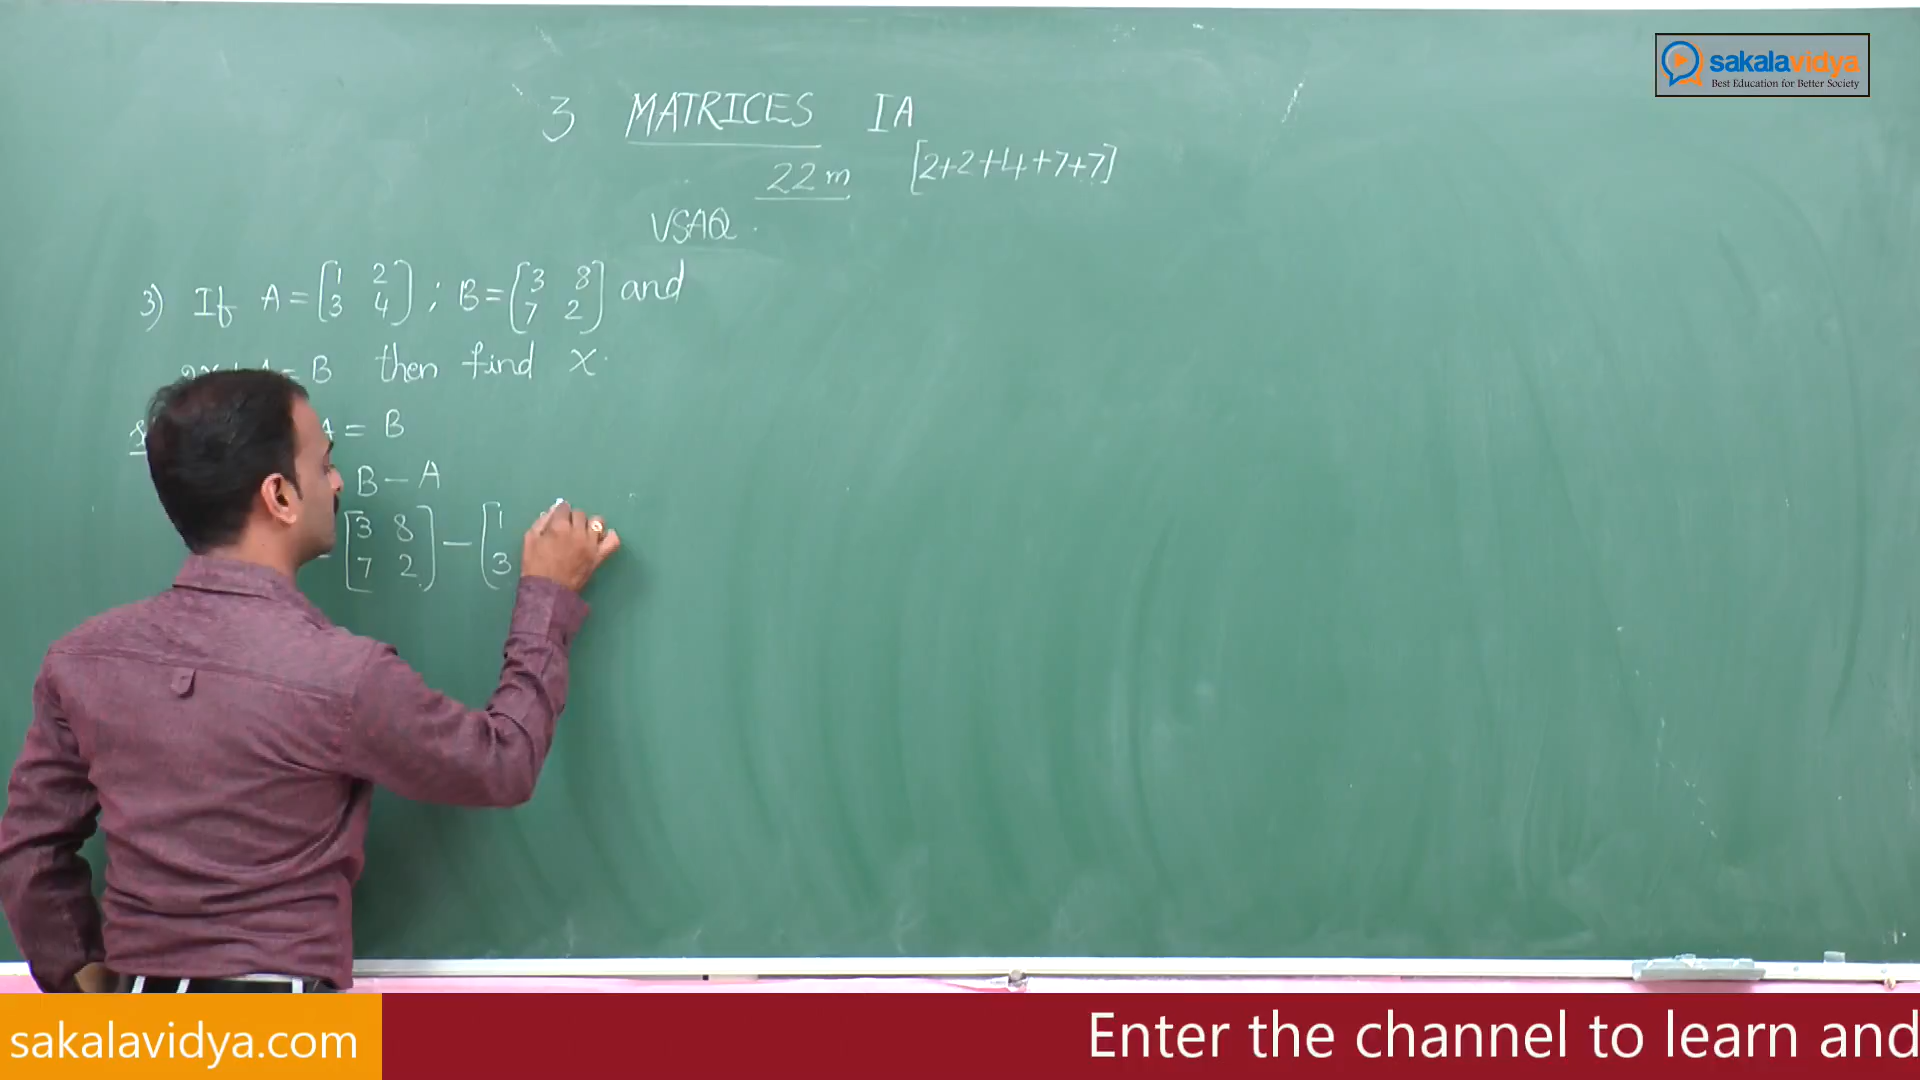 sakalavidya
Best Education for Better Society
3 MATRICES IA
22m [2+2+4+7+7]
VSAQ.
3) If A = [1 2 ; B = [3 8 and
3 4] 7 2]
= B then find X.
A = B
B - A
[3 8 - [1
7 2] 3
sakalavidya.com
Enter the channel to learn and